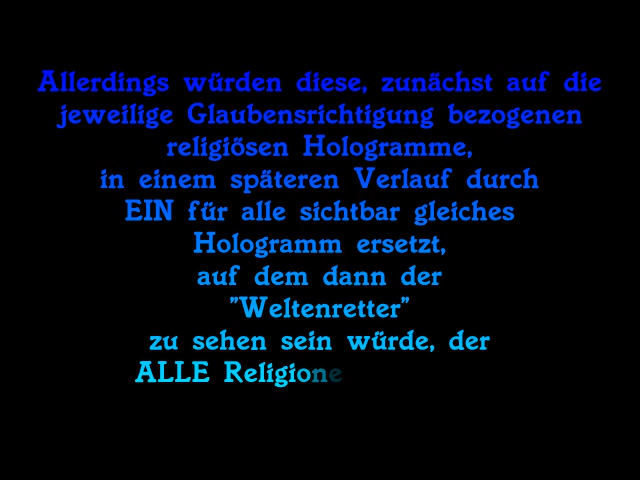 Allerdings würden diese, zunächst auf die
jeweilige Glaubensrichtigung bezogenen
religiösen Hologramme,
in einem späteren Verlauf durch
EIN für alle sichtbar gleiches
Hologramm ersetzt,
auf dem dann der
"Weltenretter"
zu sehen sein würde, der
ALLE Religione